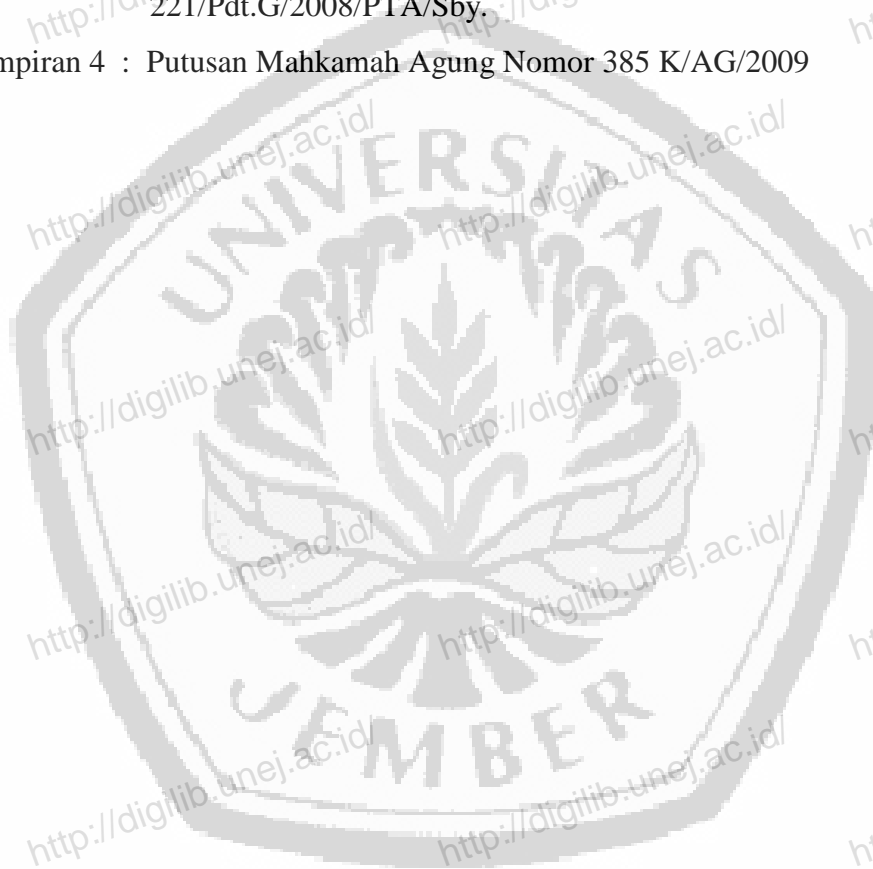 221/Pdt.G/2008/PTA/Sby.
mpiran 4 : Putusan Mahkamah Agung Nomor 385 K/AG/2009
UNIVERSITAS
JEMBER
http://digilib.unej.ac.id/
http://digilib.unej.ac.id/
http://digilib.unej.ac.id/
http://digilib.unej.ac.id/
http://digilib.unej.ac.id/
http://digilib.unej.ac.id/
http://digilib.unej.ac.id/
http://digilib.unej.ac.id/